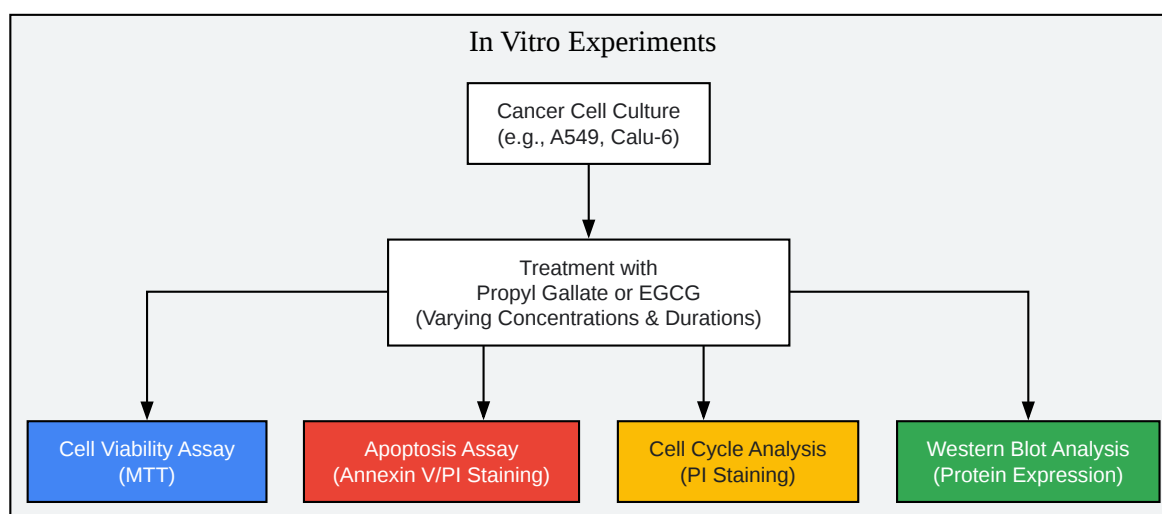 In Vitro Experiments
Cancer Cell Culture
(e.g., A549, Calu-6)
Treatment with
Propyl Gallate or EGCG
(Varying Concentrations & Durations)
Cell Viability Assay
(MTT)
Apoptosis Assay
(Annexin V/PI Staining)
Cell Cycle Analysis
(PI Staining)
Western Blot Analysis
(Protein Expression)